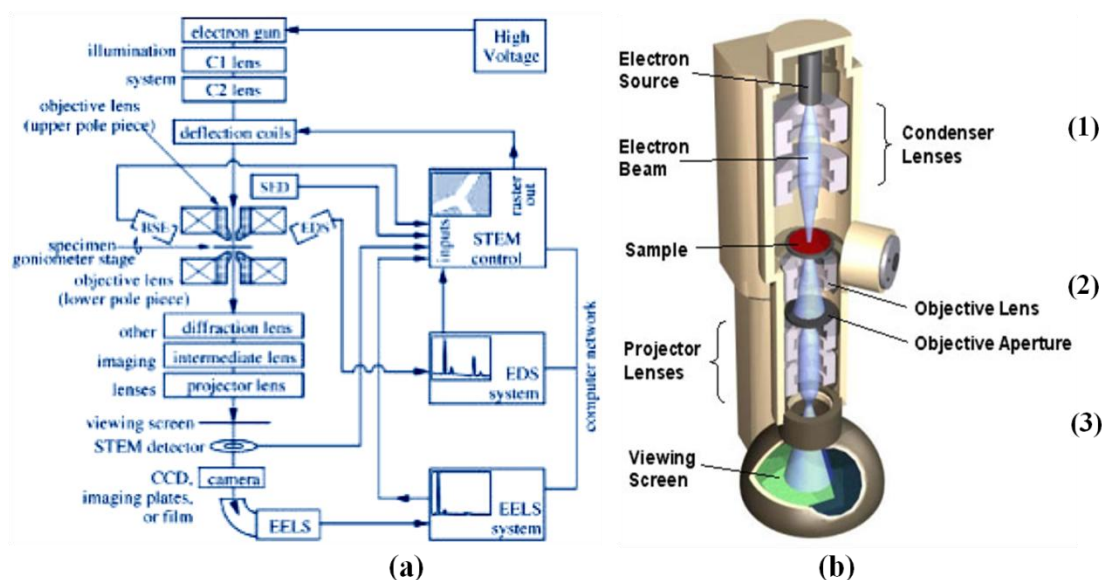 electron gun
High
Voltage
illumination
C1 lens
system
C2 lens
objective lens
(upper pole piece)
deflection coils
SED
raster
out
BSE
EDS
inputs
STEM
control
specimen
goniometer stage
objective lens
(lower pole piece)
other
diffraction lens
imaging
intermediate lens
lenses
projector lens
EDS
system
computer network
viewing screen
STEM detector
CCD,
camera
imaging plates,
or film
EELS
EELS
system
(a)
Electron
Source
(1)
Condenser
Lenses
Electron
Beam
Sample
(2)
Objective Lens
Objective Aperture
Projector
Lenses
(3)
Viewing
Screen
(b)